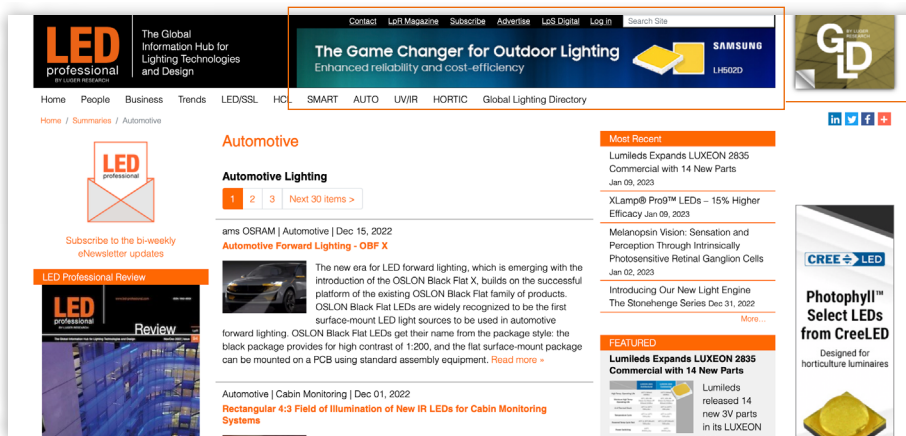 Contact LpR Magazine Subscribe Advertise LpS Digital Log in Search Site
LED
professional
BY LUGER RESEARCH
The Global
Information Hub for
Lighting Technologies
and Design
The Game Changer for Outdoor Lighting
Enhanced reliability and cost-efficiency
SAMSUNG
LH502D
BY LUGER
RESEARCH
GLD
Home People Business Trends LED/SSL HCL SMART AUTO UV/IR HORTIC Global Lighting Directory
Home / Summaries / Automotive
LED
professional
Subscribe to the bi-weekly
eNewsletter updates
LED Professional Review
LED
professional
Review
Automotive
Automotive Lighting
1 2 3 Next 30 items >
ams OSRAM | Automotive | Dec 15, 2022
Automotive Forward Lighting - OBF X
The new era for LED forward lighting, which is emerging with the
introduction of the OSLON Black Flat X, builds on the successful
platform of the existing OSLON Black Flat family of products.
OSLON Black Flat LEDs are widely recognized to be the first
surface-mount LED light sources to be used in automotive
forward lighting. OSLON Black Flat LEDs get their name from the package style: the
black package provides for high contrast of 1:200, and the flat surface-mount package
can be mounted on a PCB using standard assembly equipment. Read more »
Automotive | Cabin Monitoring | Dec 01, 2022
Rectangular 4:3 Field of Illumination of New IR LEDs for Cabin Monitoring
Systems
Most Recent
Lumileds Expands LUXEON 2835
Commercial with 14 New Parts
Jan 09, 2023
XLamp® Pro9™ LEDs – 15% Higher
Efficacy Jan 09, 2023
Melanopsin Vision: Sensation and
Perception Through Intrinsically
Photosensitive Retinal Ganglion Cells
Jan 02, 2023
Introducing Our New Light Engine
The Stonehenge Series Dec 31, 2022
More...
FEATURED
Lumileds Expands LUXEON 2835
Commercial with 14 New Parts
Lumileds
released 14
new 3V parts
in its LUXEON
in f +
CREE LED
Photophyll™
Select LEDs
from CreeLED
Designed for
horticulture luminaires